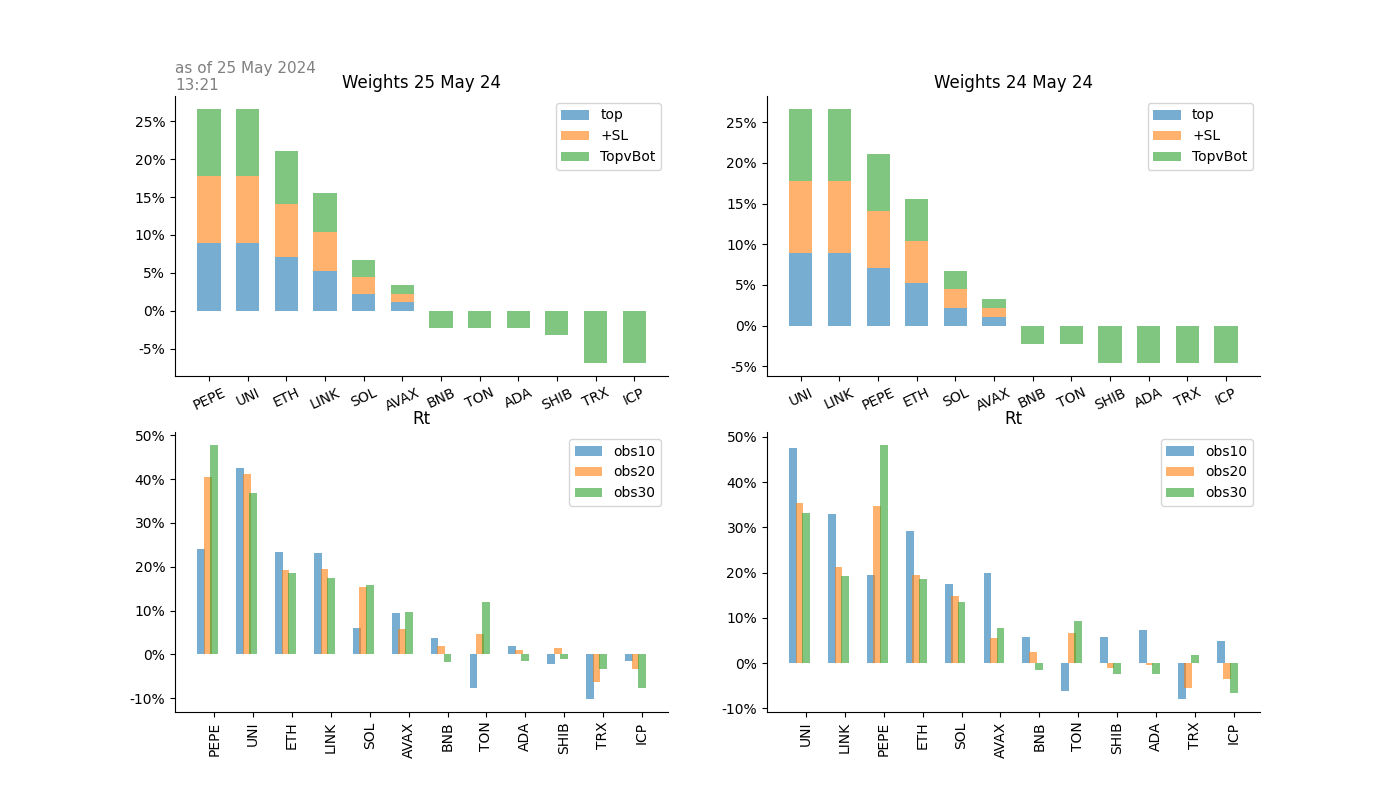 as of 25 May 2024
13:21
Weights 25 May 24
25%
20%
15%
10%
5%
0%
-5%
top
+SL
TopvBot
PEPE UNI ETH LINK SOL AVAX BNB TON ADA SHIB TRX ICP
Weights 24 May 24
25%
20%
15%
10%
5%
0%
-5%
top
+SL
TopvBot
UNI LINK PEPE ETH SOL AVAX BNB TON SHIB ADA TRX ICP
Rt
50%
40%
30%
20%
10%
0%
-10%
obs10
obs20
obs30
PEPE UNI ETH LINK SOL AVAX BNB TON ADA SHIB TRX ICP
Rt
50%
40%
30%
20%
10%
0%
-10%
obs10
obs20
obs30
UNI LINK PEPE ETH SOL AVAX BNB TON SHIB ADA TRX ICP